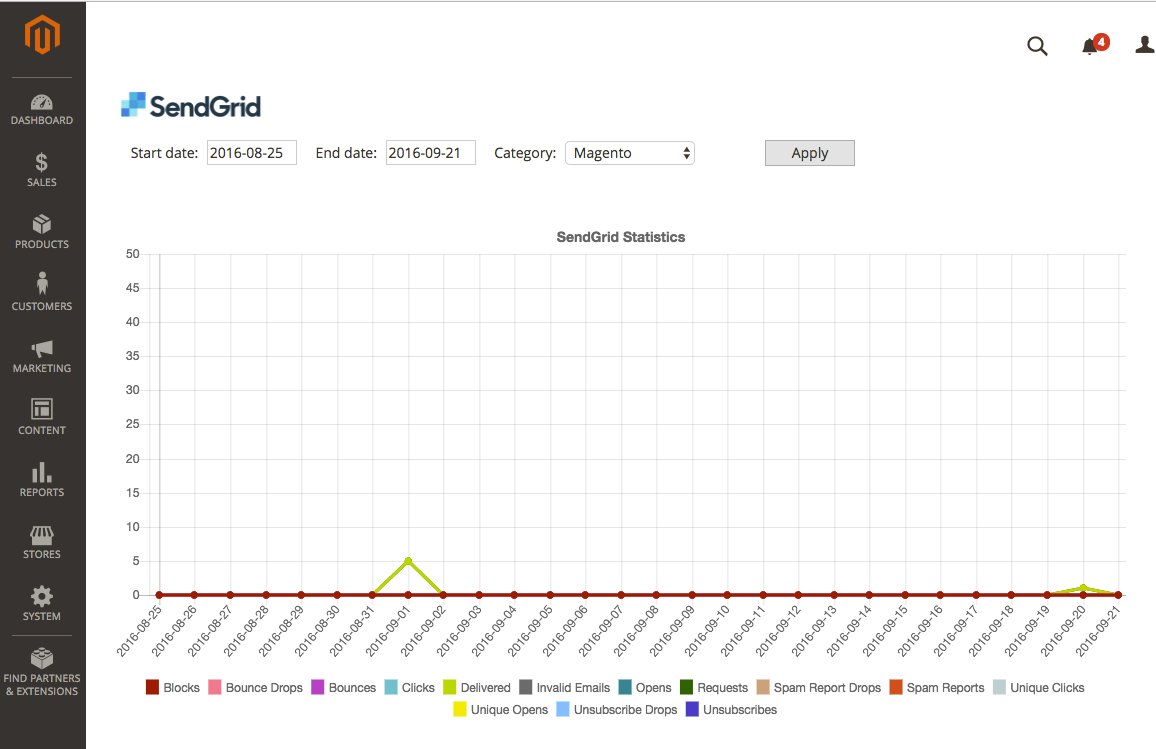 4
DASHBOARD
SALES
PRODUCTS
CUSTOMERS
MARKETING
CONTENT
REPORTS
STORES
SYSTEM
FIND PARTNERS
& EXTENSIONS
SendGrid
Start date: 2016-08-25 End date: 2016-09-21 Category: Magento Apply
SendGrid Statistics
50
45
40
35
30
25
20
15
10
5
0
2016-08-25 2016-08-26 2016-08-27 2016-08-28 2016-08-29 2016-08-30 2016-08-31 2016-09-01 2016-09-02 2016-09-03 2016-09-04 2016-09-05 2016-09-06 2016-09-07 2016-09-08 2016-09-09 2016-09-10 2016-09-11 2016-09-12 2016-09-13 2016-09-14 2016-09-15 2016-09-16 2016-09-17 2016-09-18 2016-09-19 2016-09-20 2016-09-21
Blocks Bounce Drops Bounces Clicks Delivered Invalid Emails Opens Requests Spam Report Drops Spam Reports Unique Clicks
Unique Opens Unsubscribe Drops Unsubscribes